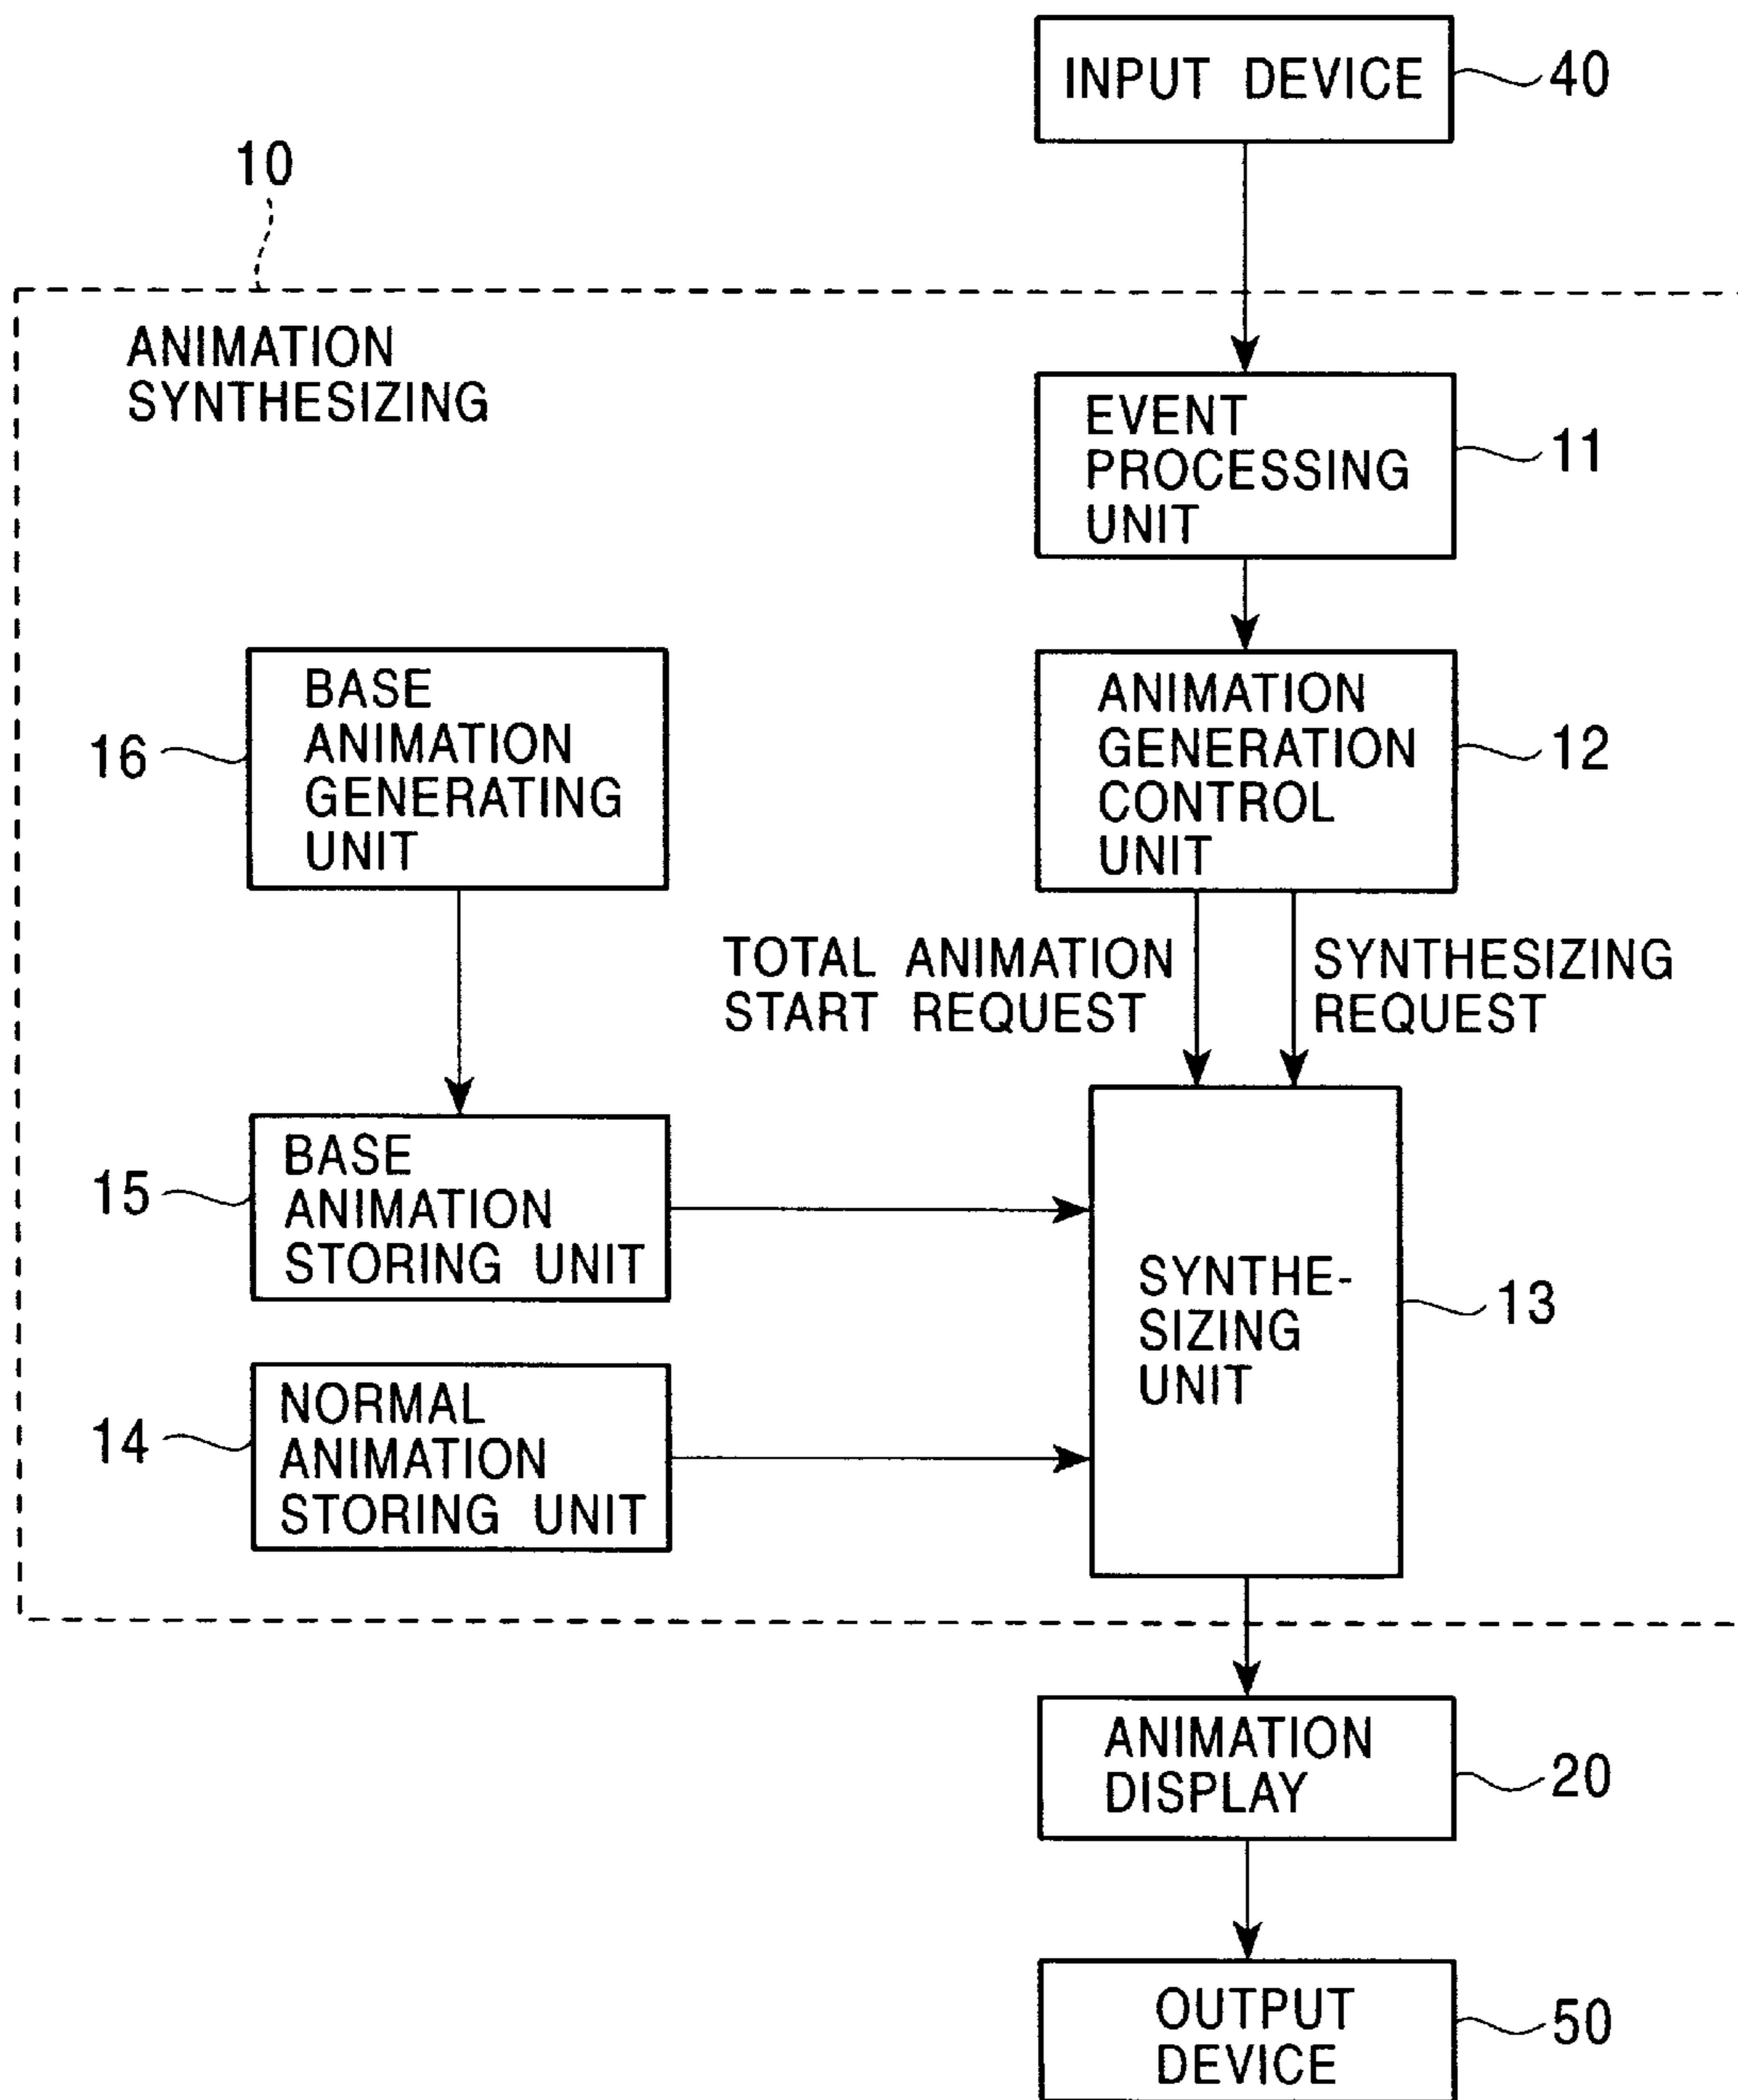 INPUT DEVICE
40
10
ANIMATION
SYNTHESIZING
EVENT
PROCESSING
UNIT
11
BASE
ANIMATION
GENERATING
UNIT
16
ANIMATION
GENERATION
CONTROL
UNIT
12
TOTAL ANIMATION
START REQUEST
SYNTHESIZING
REQUEST
BASE
ANIMATION
STORING UNIT
15
SYNTHE-
SIZING
UNIT
13
NORMAL
ANIMATION
STORING UNIT
14
ANIMATION
DISPLAY
20
OUTPUT
DEVICE
50